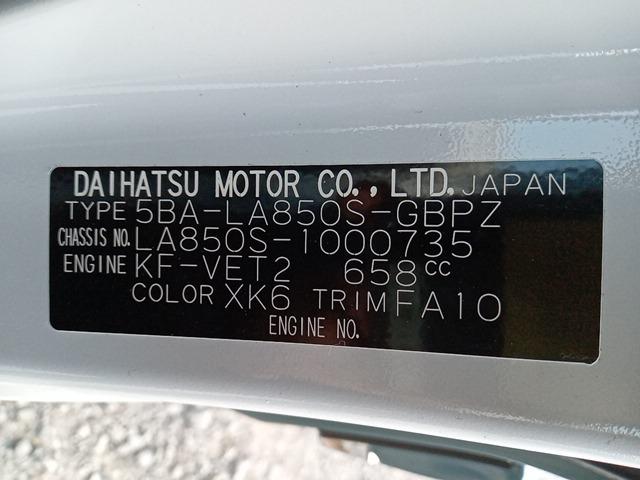 DAIHATSU MOTOR CO., LTD. JAPAN
TYPE 5BA-LA850S-GBPZ
CHASSIS NO. LA850S-1000735
ENGINE KF-VET2 658CC
COLOR XK6 TRIM FA10
ENGINE NO.